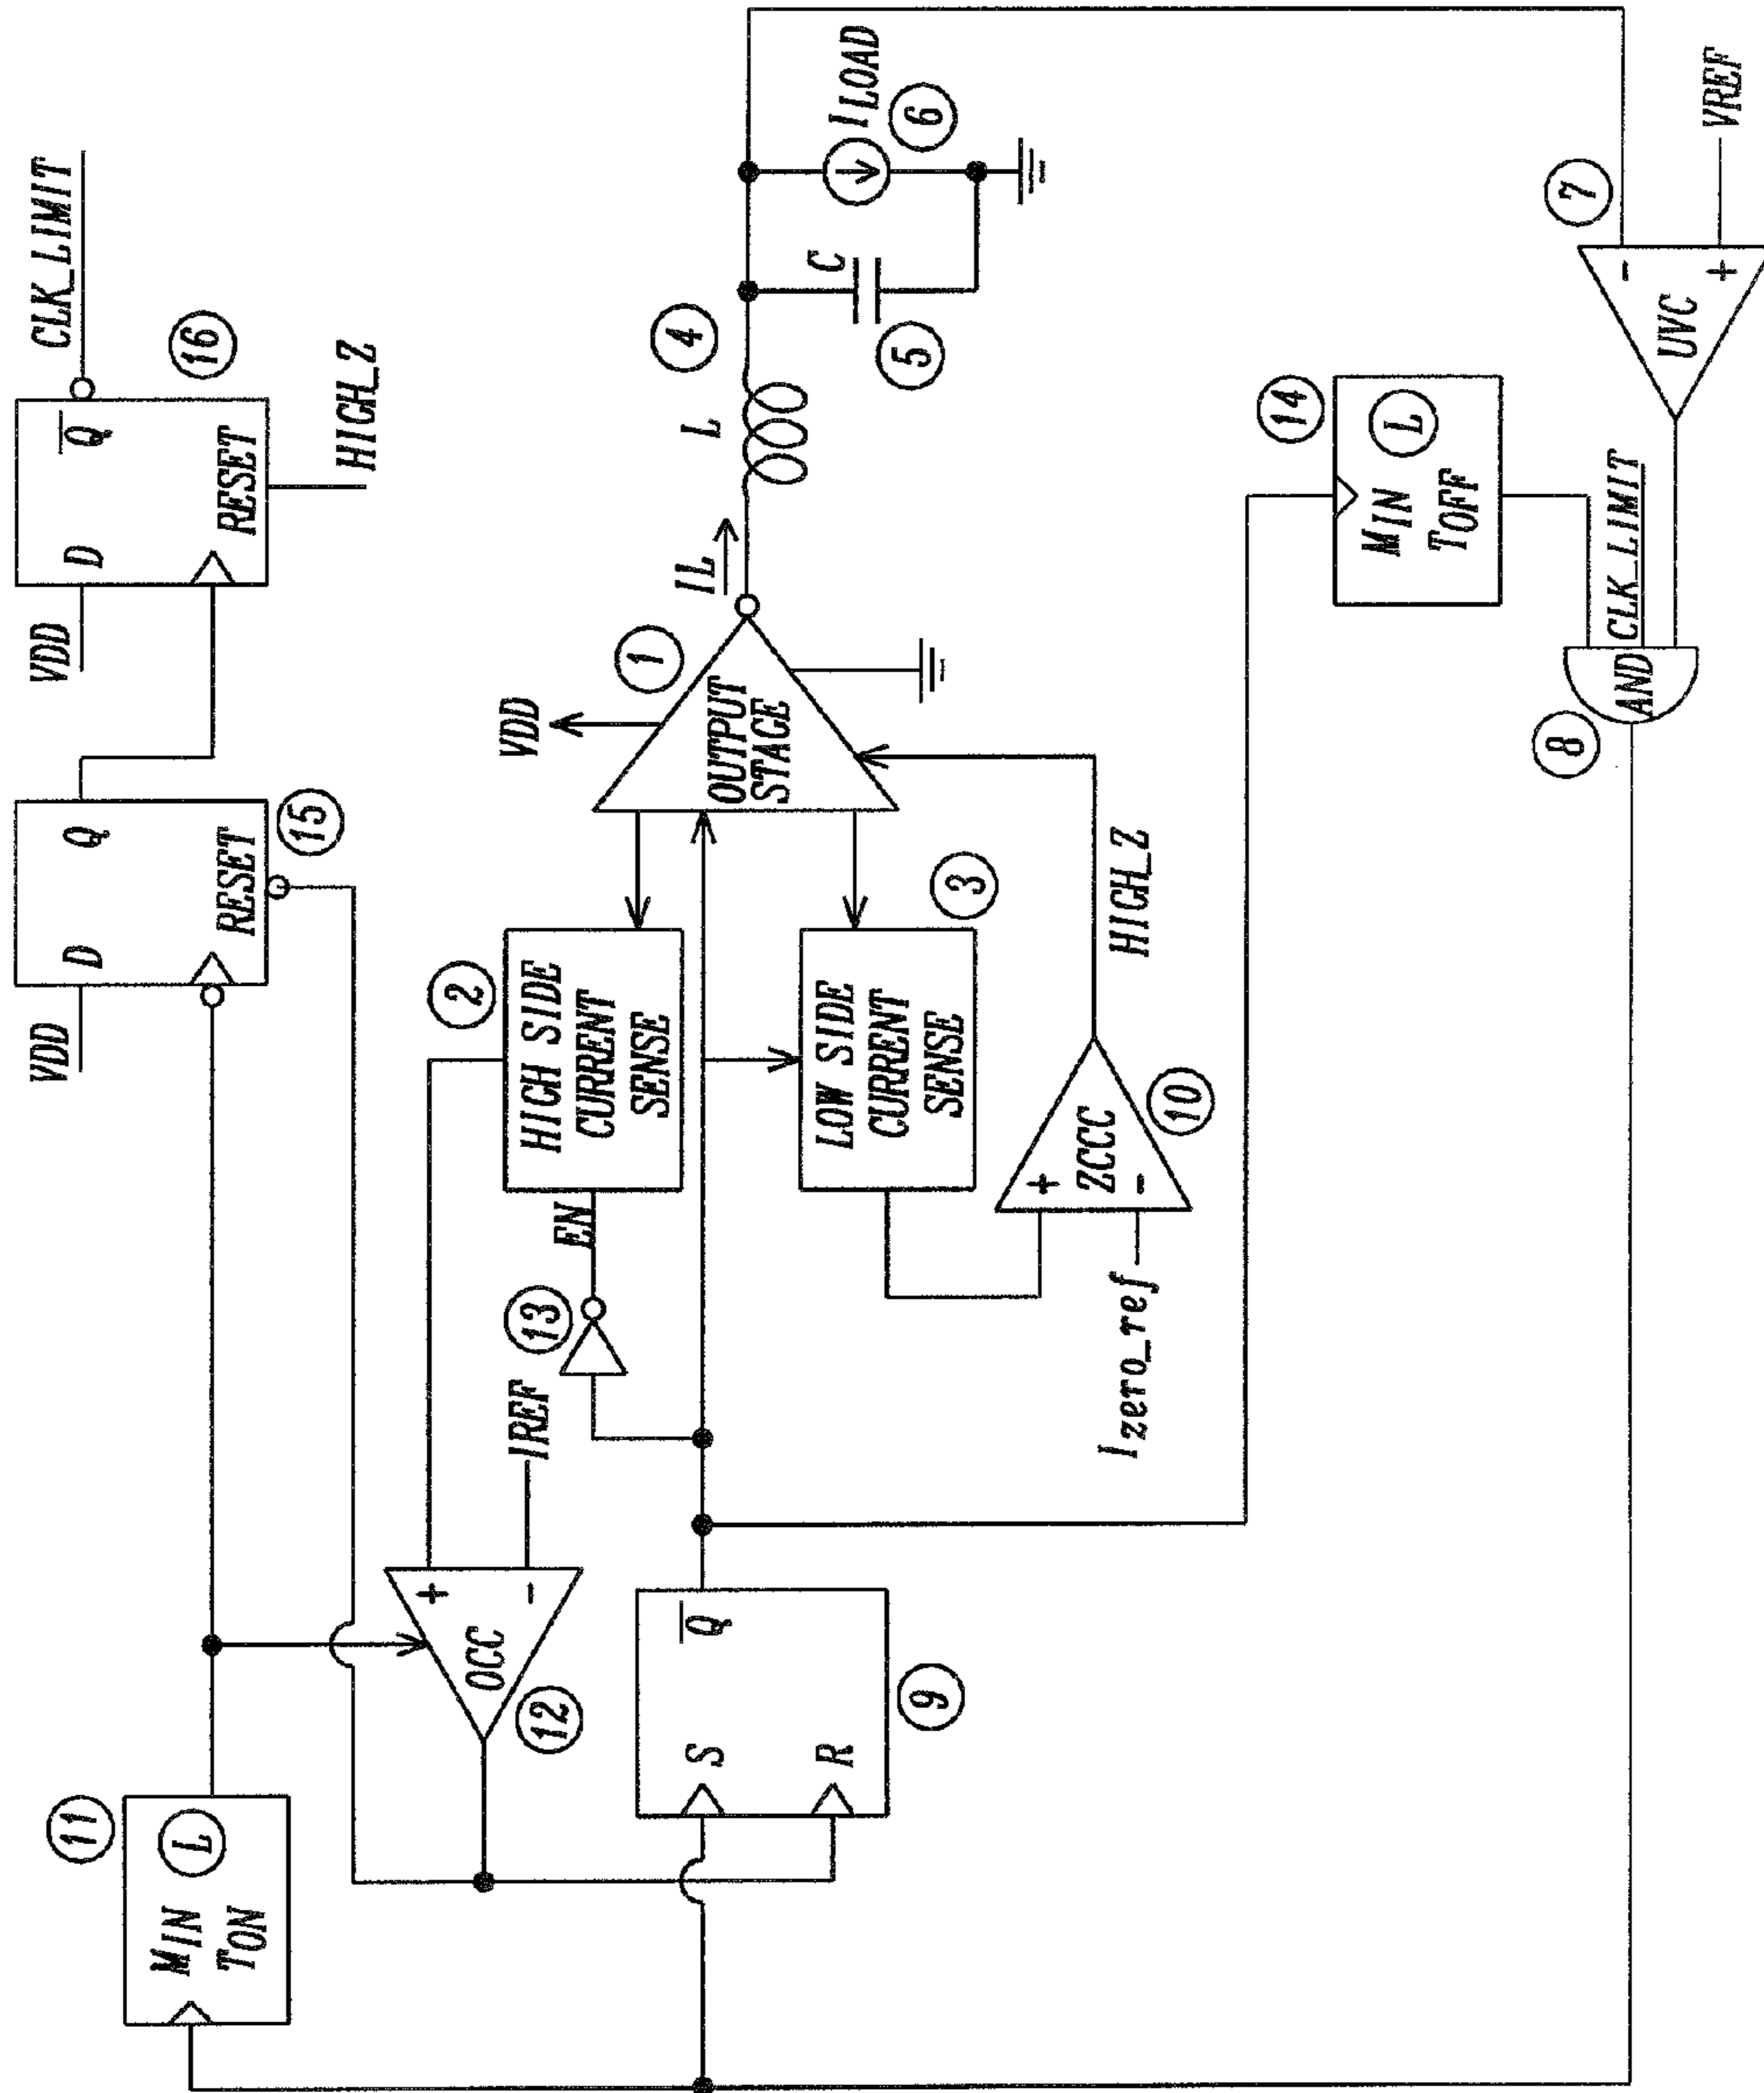 VDD
D
Q
RESET
15
VDD
D
Q
RESET
16
CLK_LIMIT
HIGH_Z
11
MIN
TON
L
OCC
+
-
12
IREF
13
EN
2
HIGH SIDE
CURRENT
SENSE
VDD
1
OUTPUT
STAGE
IL
L
4
C
5
ILOAD
6
S
R
Q
9
LOW SIDE
CURRENT
SENSE
3
Izero_ref
+
-
ZCCC
10
HIGH_Z
14
MIN
TOFF
L
CLK_LIMIT
AND
8
UVC
-
+
7
VREF